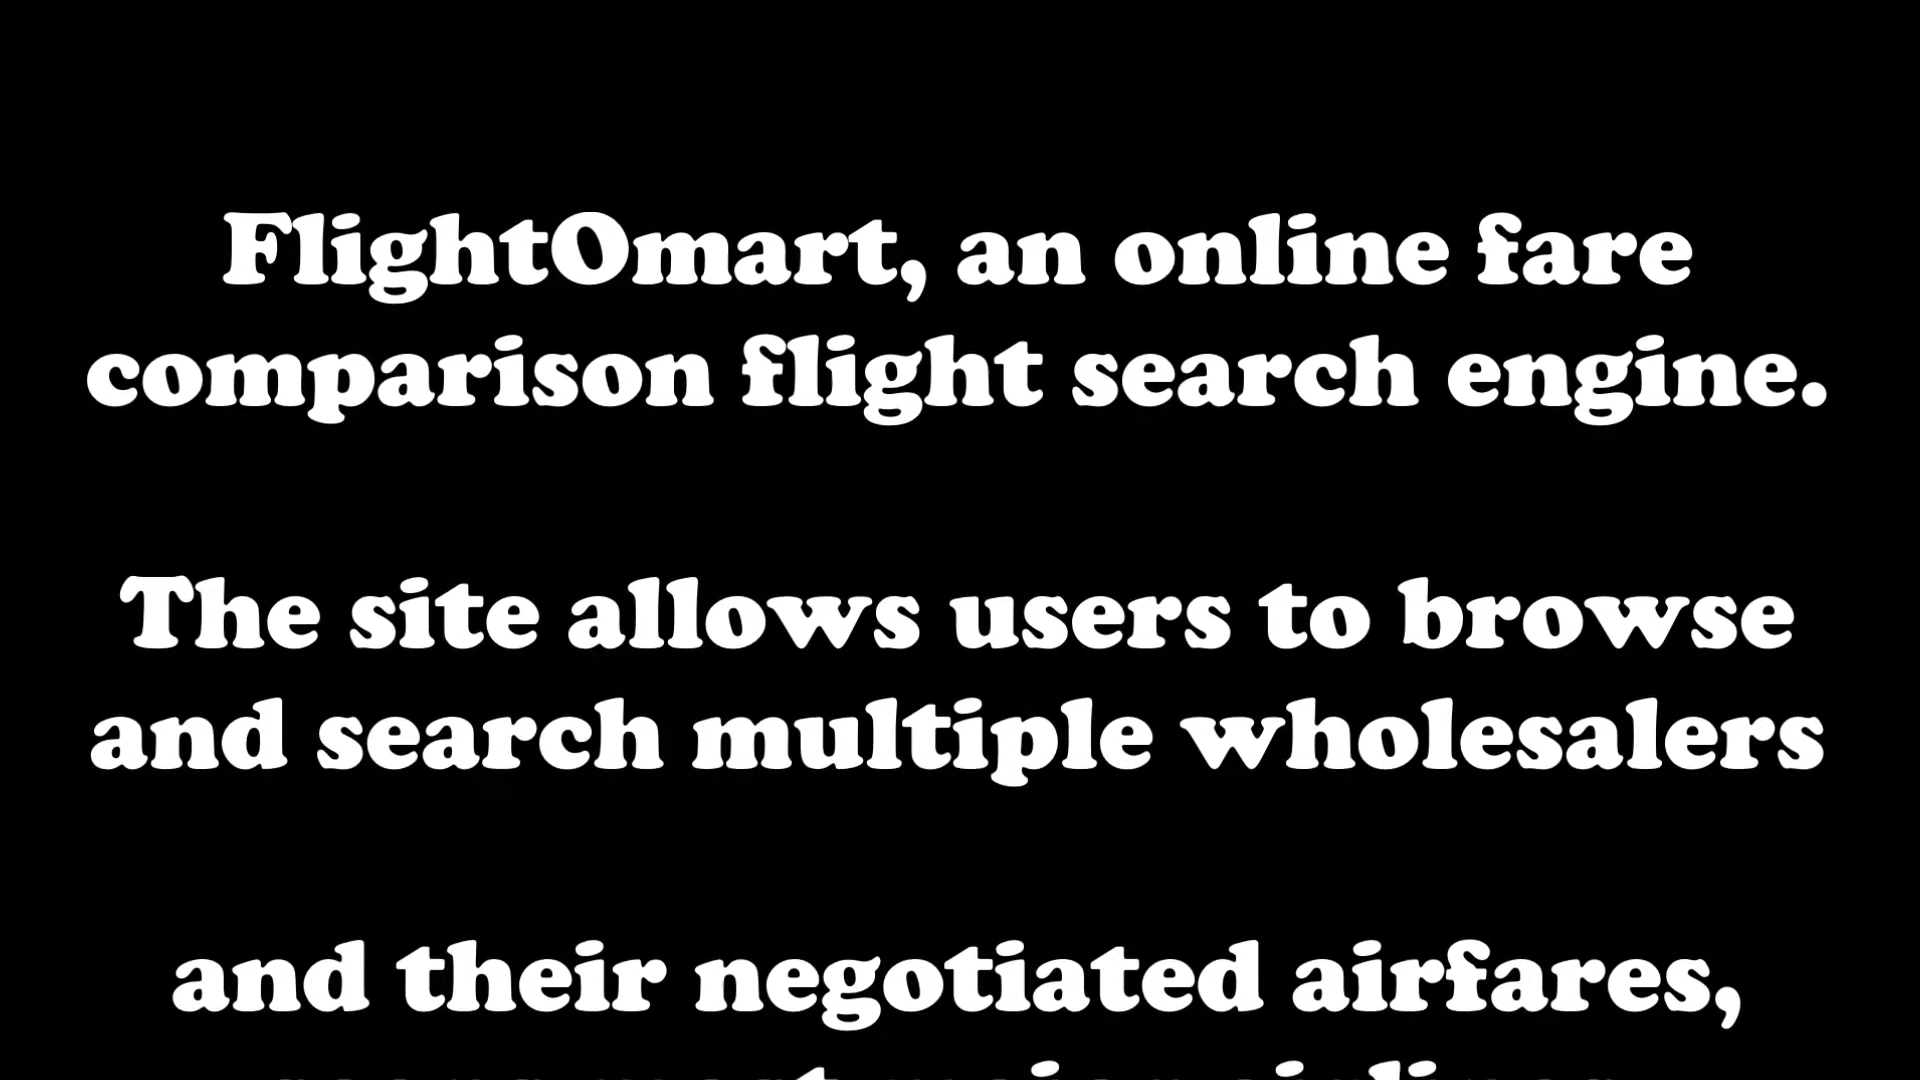 FlightOmart, an online fare
comparison flight search engine.
The site allows users to browse
and search multiple wholesalers
and their negotiated airfares,